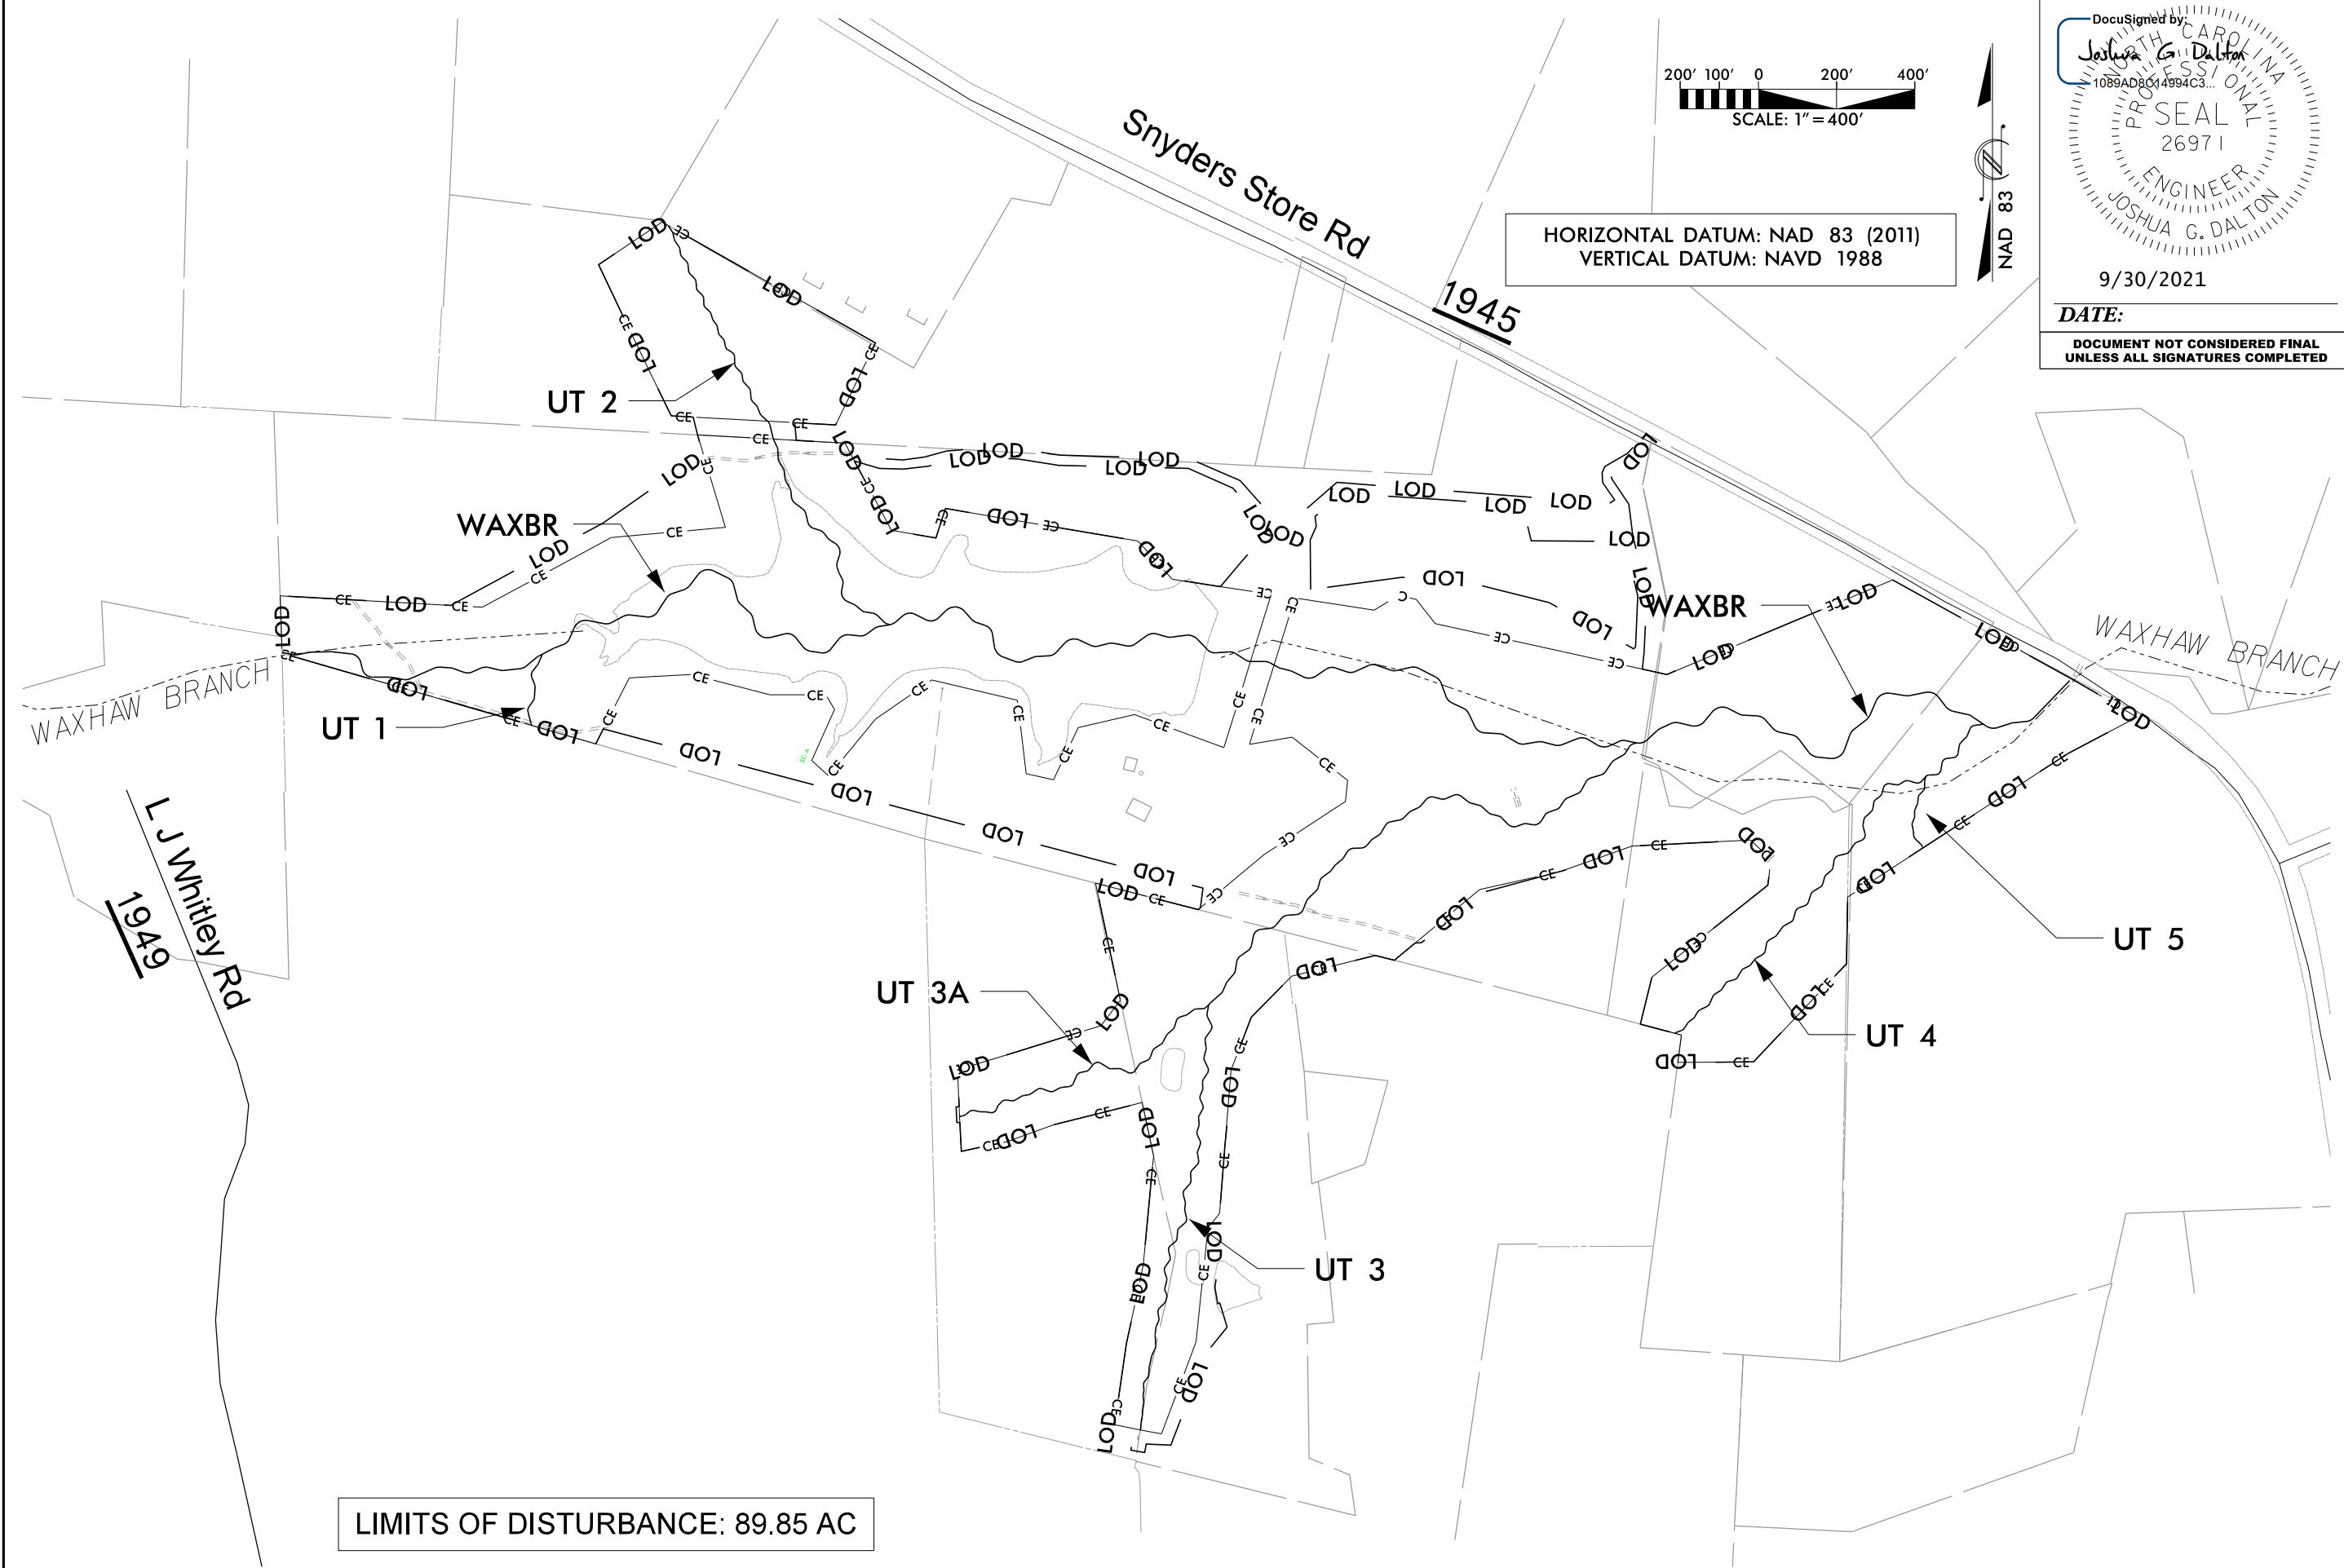 DocuSigned by:
Joshua G Dalton
1089AD8C14994C3...
NORTH CAROLINA
PROFESSIONAL
SEAL
26971
ENGINEER
JOSHUA G. DALTON
9/30/2021
DATE:
DOCUMENT NOT CONSIDERED FINAL
UNLESS ALL SIGNATURES COMPLETED
200' 100' 0 200' 400'
SCALE: 1"=400'
NAD 83
HORIZONTAL DATUM: NAD 83 (2011)
VERTICAL DATUM: NAVD 1988
Snyders Store Rd
1945
UT 2
WAXBR
WAXBR
WAXHAW BRANCH
WAXHAW BRANCH
UT 1
L J Whitley Rd
1949
UT 3A
UT 5
UT 4
UT 3
LOD
CE
LIMITS OF DISTURBANCE: 89.85 AC